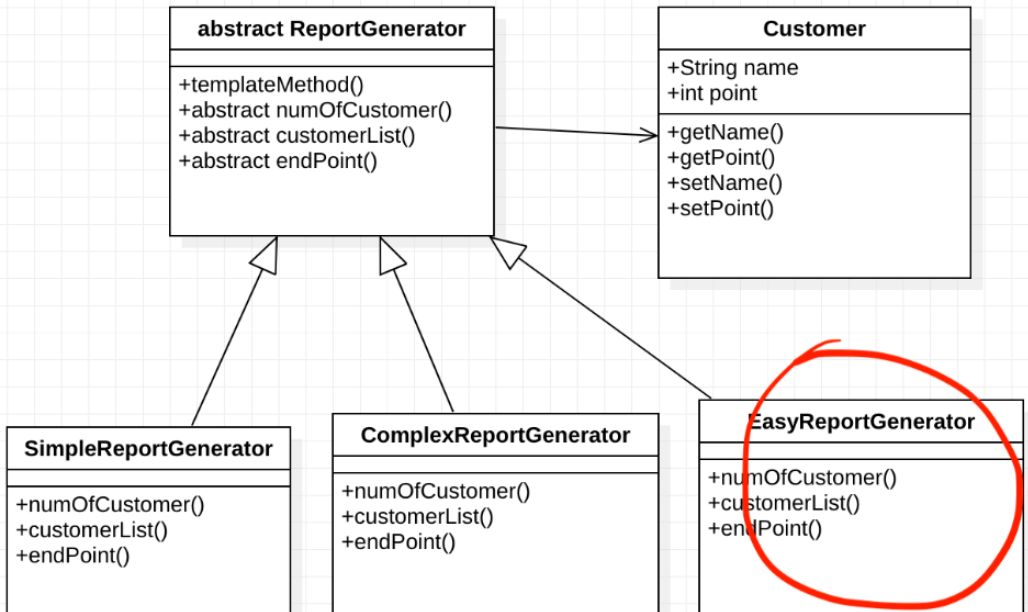 abstract ReportGenerator
+templateMethod()
+abstract numOfCustomer()
+abstract customerList()
+abstract endPoint()
Customer
+String name
+int point
+getName()
+getPoint()
+setName()
+setPoint()
SimpleReportGenerator
+numOfCustomer()
+customerList()
+endPoint()
ComplexReportGenerator
+numOfCustomer()
+customerList()
+endPoint()
EasyReportGenerator
+numOfCustomer()
+customerList()
+endPoint()